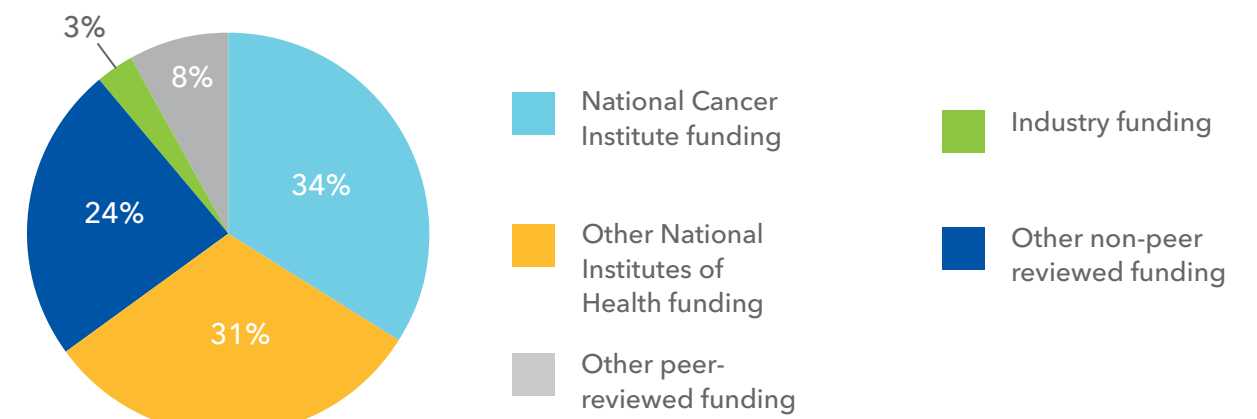 3%
8%
34%
24%
31%
National Cancer
Institute funding
Other National
Institutes of
Health funding
Other peer-
reviewed funding
Industry funding
Other non-peer
reviewed funding